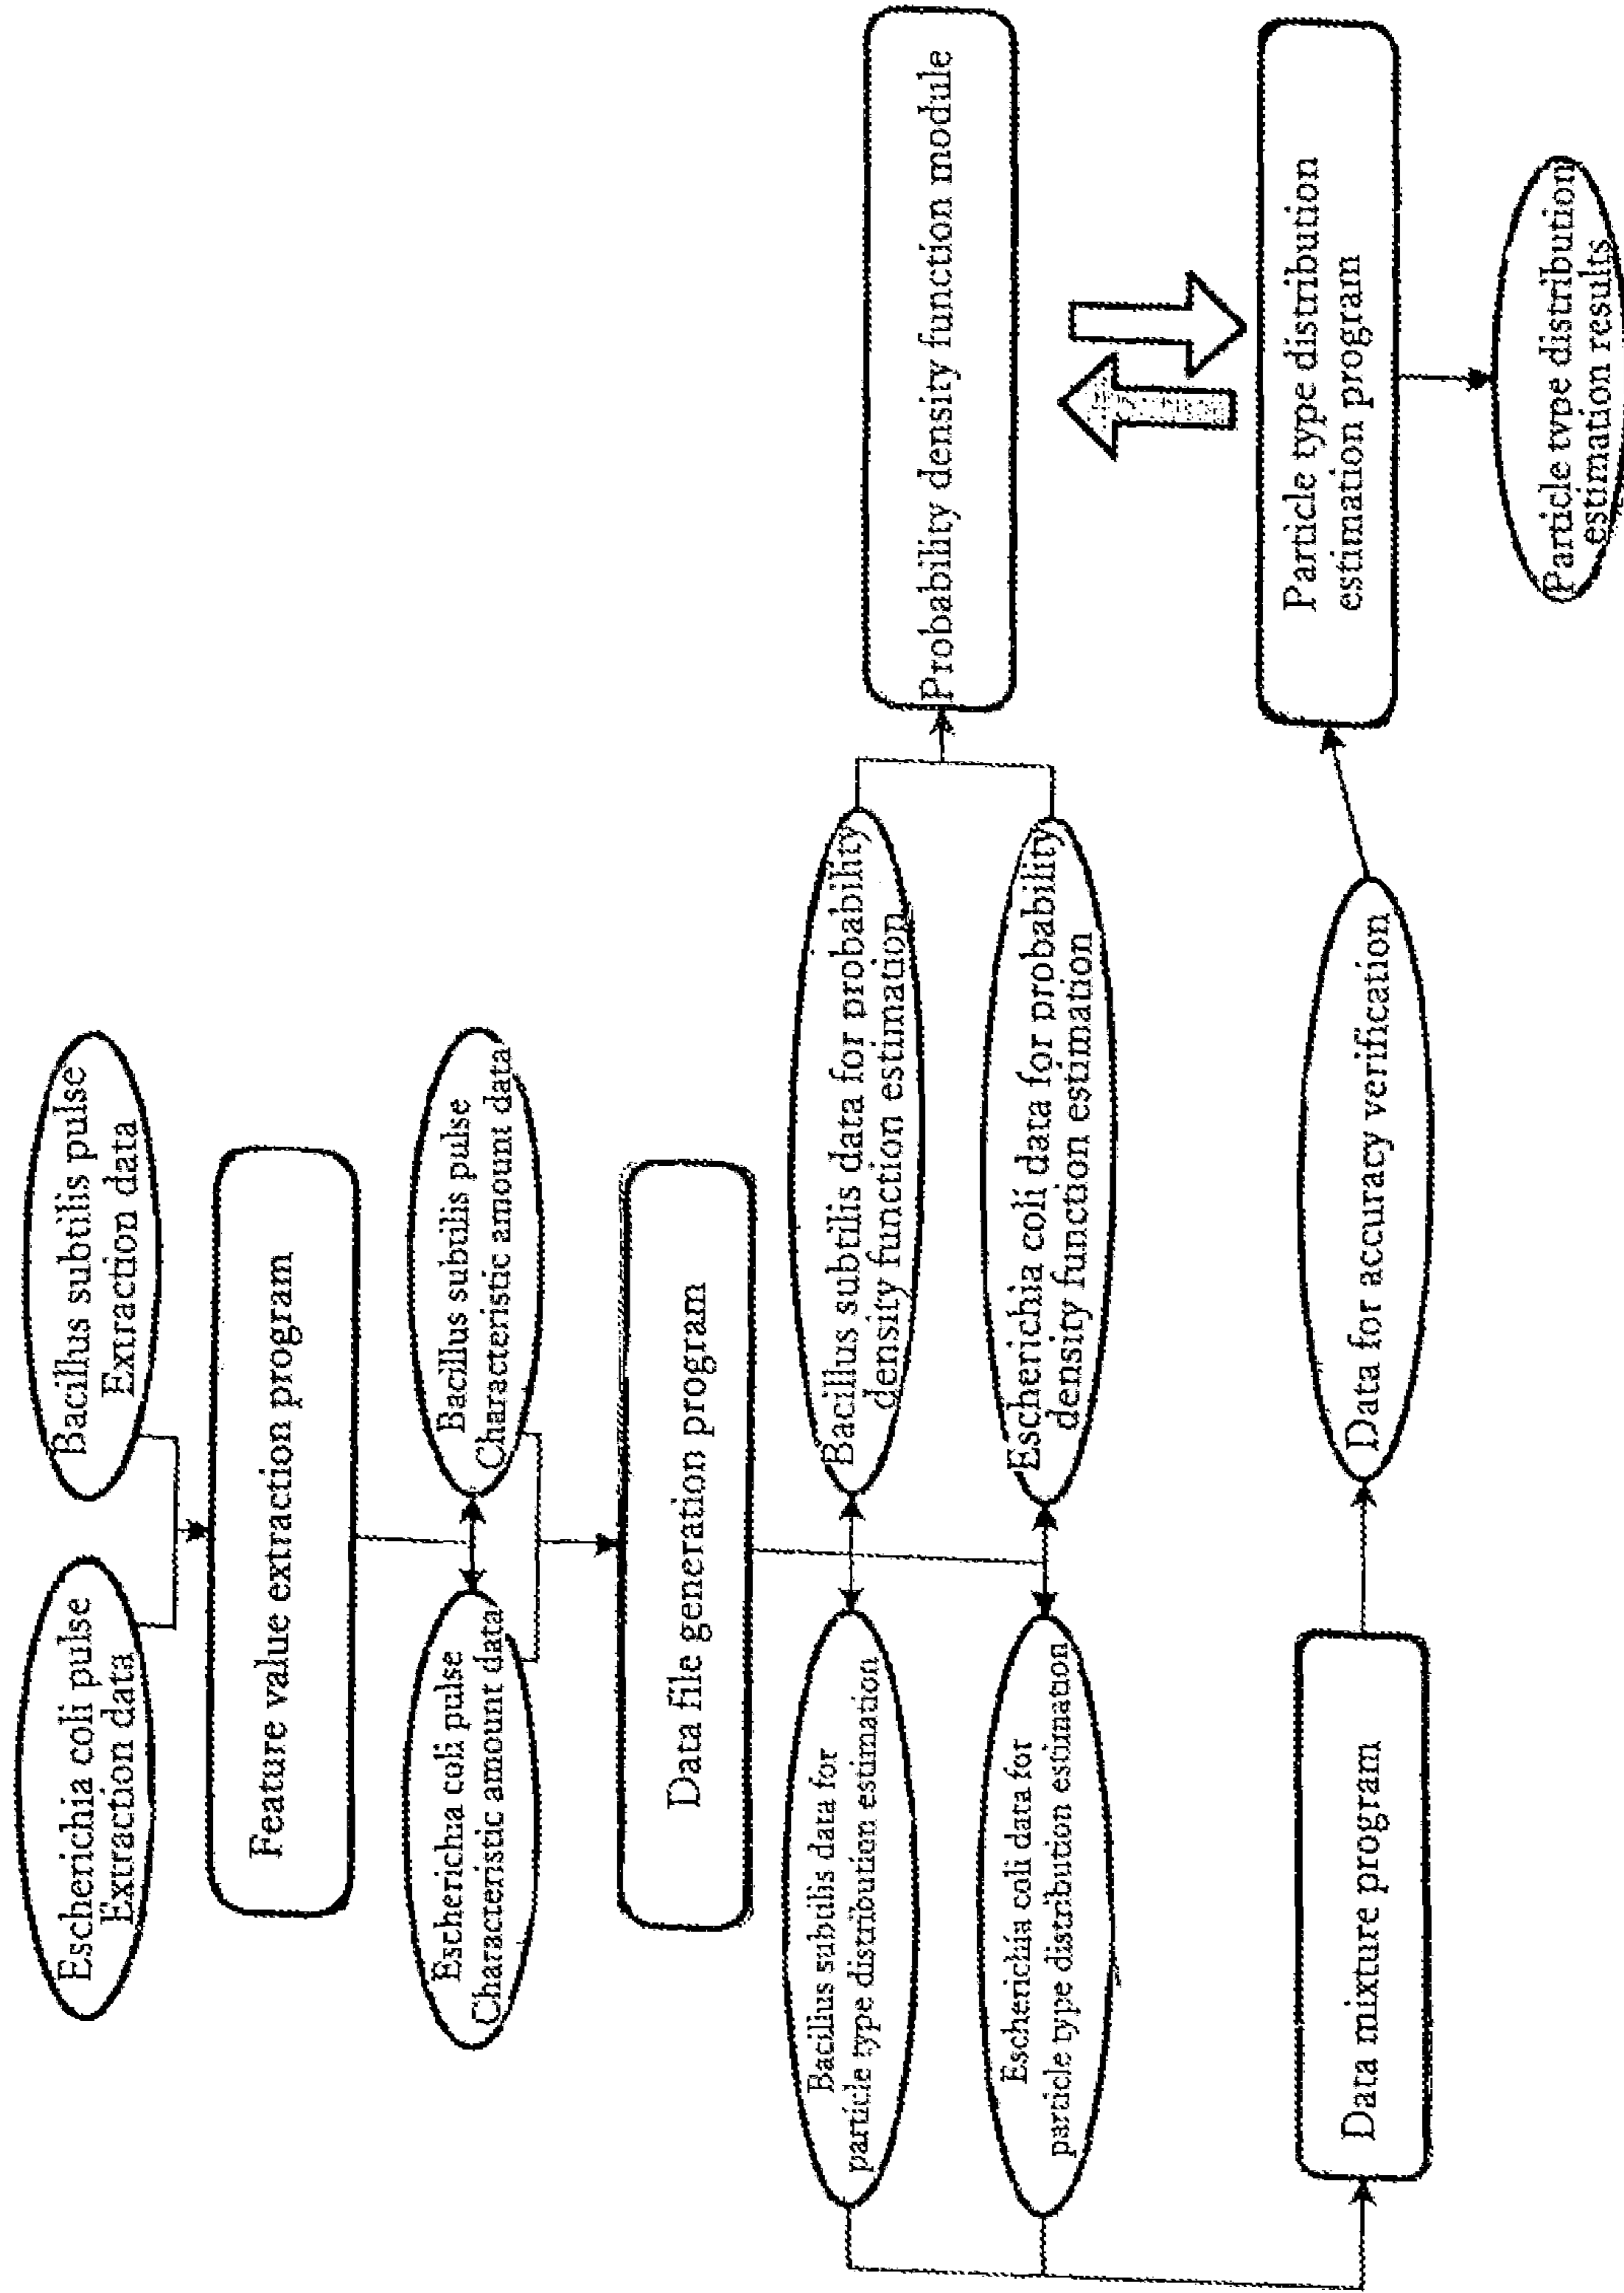 Escherichia coli pulse
Extraction data
Bacillus subtilis pulse
Extraction data
Feature value extraction program
Escherichia coli pulse
Characteristic amount data
Bacillus subtilis pulse
Characteristic amount data
Data file generation program
Bacillus subtilis data for
particle type distribution estimation
Bacillus subtilis data for probability
density function estimation
Escherichia coli data for
particle type distribution estimation
Escherichia coli data for probability
density function estimation
Probability density function module
Data mixture program
Data for accuracy verification
Particle type distribution
estimation program
Particle type distribution
estimation results